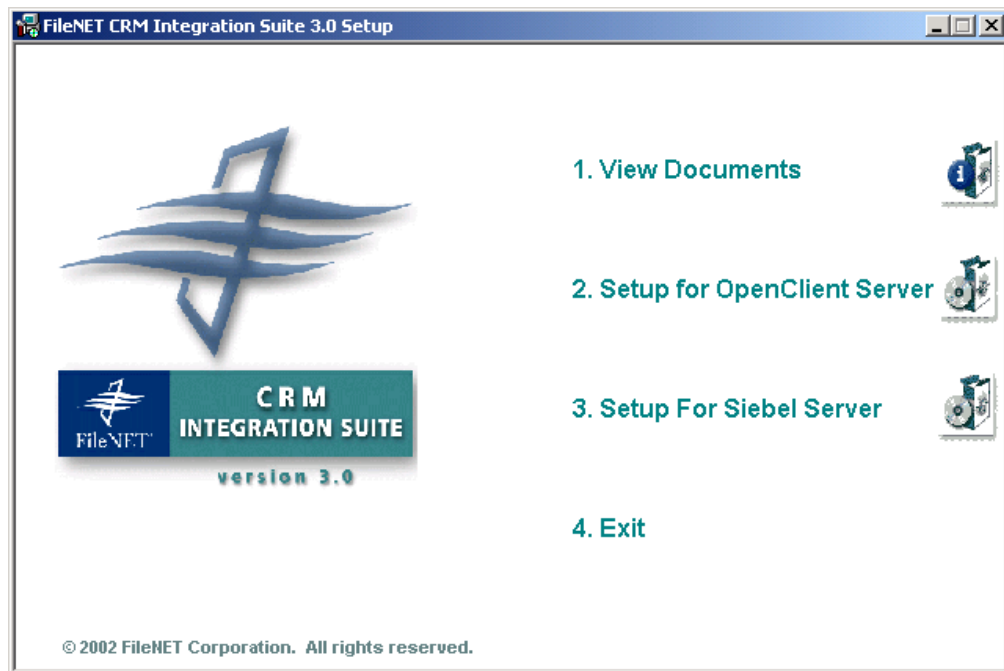 FileNET CRM Integration Suite 3.0 Setup
1. View Documents
2. Setup for OpenClient Server
3. Setup For Siebel Server
4. Exit
FileNET
CRM
INTEGRATION SUITE
version 3.0
© 2002 FileNET Corporation. All rights reserved.